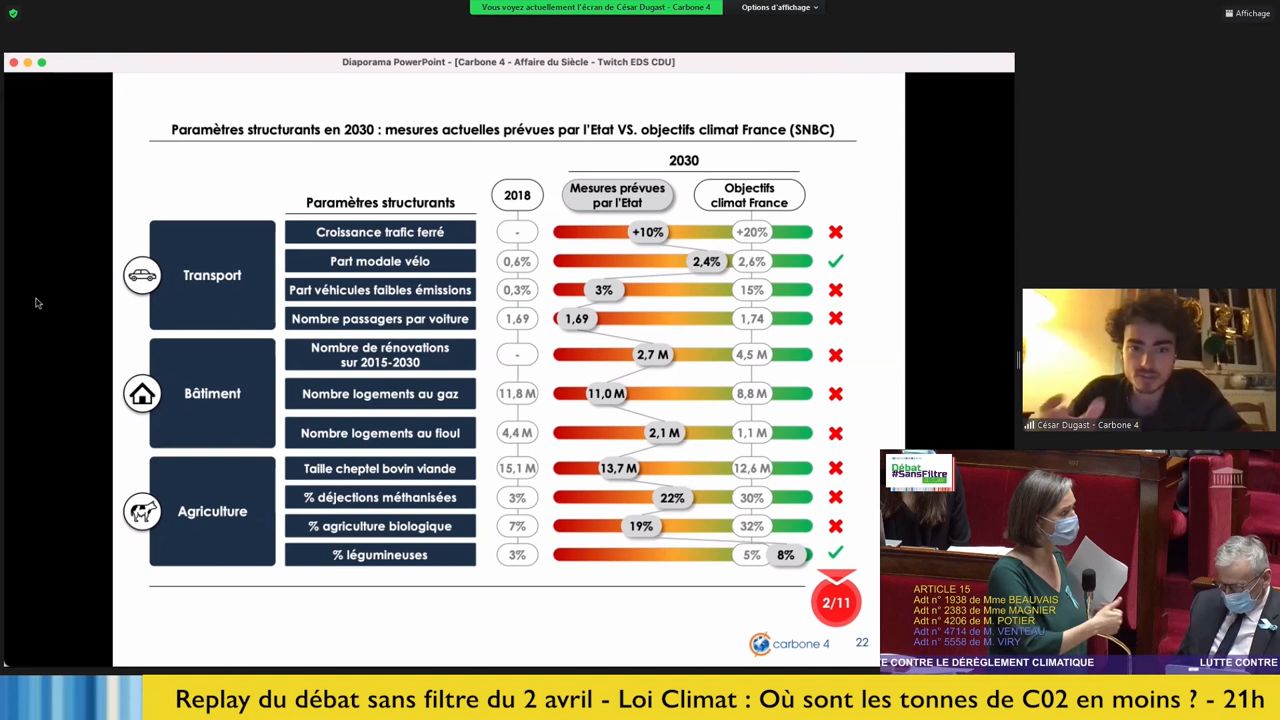 Vous voyez actuellement l'écran de César Dugast - Carbone 4
Options d'affichage
Affichage
Diaporama PowerPoint - [Carbone 4 - Affaire du Siècle - Twitch EDS CDU]
Paramètres structurants en 2030 : mesures actuelles prévues par l'Etat VS. objectifs climat France (SNBC)
2030
Paramètres structurants
2018
Mesures prévues
par l'Etat
Objectifs
climat France
Transport
Croissance trafic ferré
-
+10%
+20%
Part modale vélo
0,6%
2,4%
2,6%
Part véhicules faibles émissions
0,3%
3%
15%
Nombre passagers par voiture
1,69
1,69
1,74
Bâtiment
Nombre de rénovations
sur 2015-2030
-
2,7 M
4,5 M
Nombre logements au gaz
11,8 M
11,0 M
8,8 M
Nombre logements au fioul
4,4 M
2,1 M
1,1 M
Agriculture
Taille cheptel bovin viande
15,1 M
13,7 M
12,6 M
% déjections méthanisées
3%
22%
30%
% agriculture biologique
7%
19%
32%
% légumineuses
3%
5%
8%
2/11
carbone 4
22
César Dugast - Carbone 4
Débat
#SansFiltre
ARTICLE 15
Adt n° 1938 de Mme BEAUVAIS
Adt n° 2383 de Mme MAGNIER
Adt n° 4206 de M. POTIER
Adt n° 4714 de M. VENTEAU
Adt n° 5558 de M. VIRY
E CONTRE LE DÉRÈGLEMENT CLIMATIQUE
LUTTE CONTRE
Replay du débat sans filtre du 2 avril - Loi Climat : Où sont les tonnes de C02 en moins ? - 21h